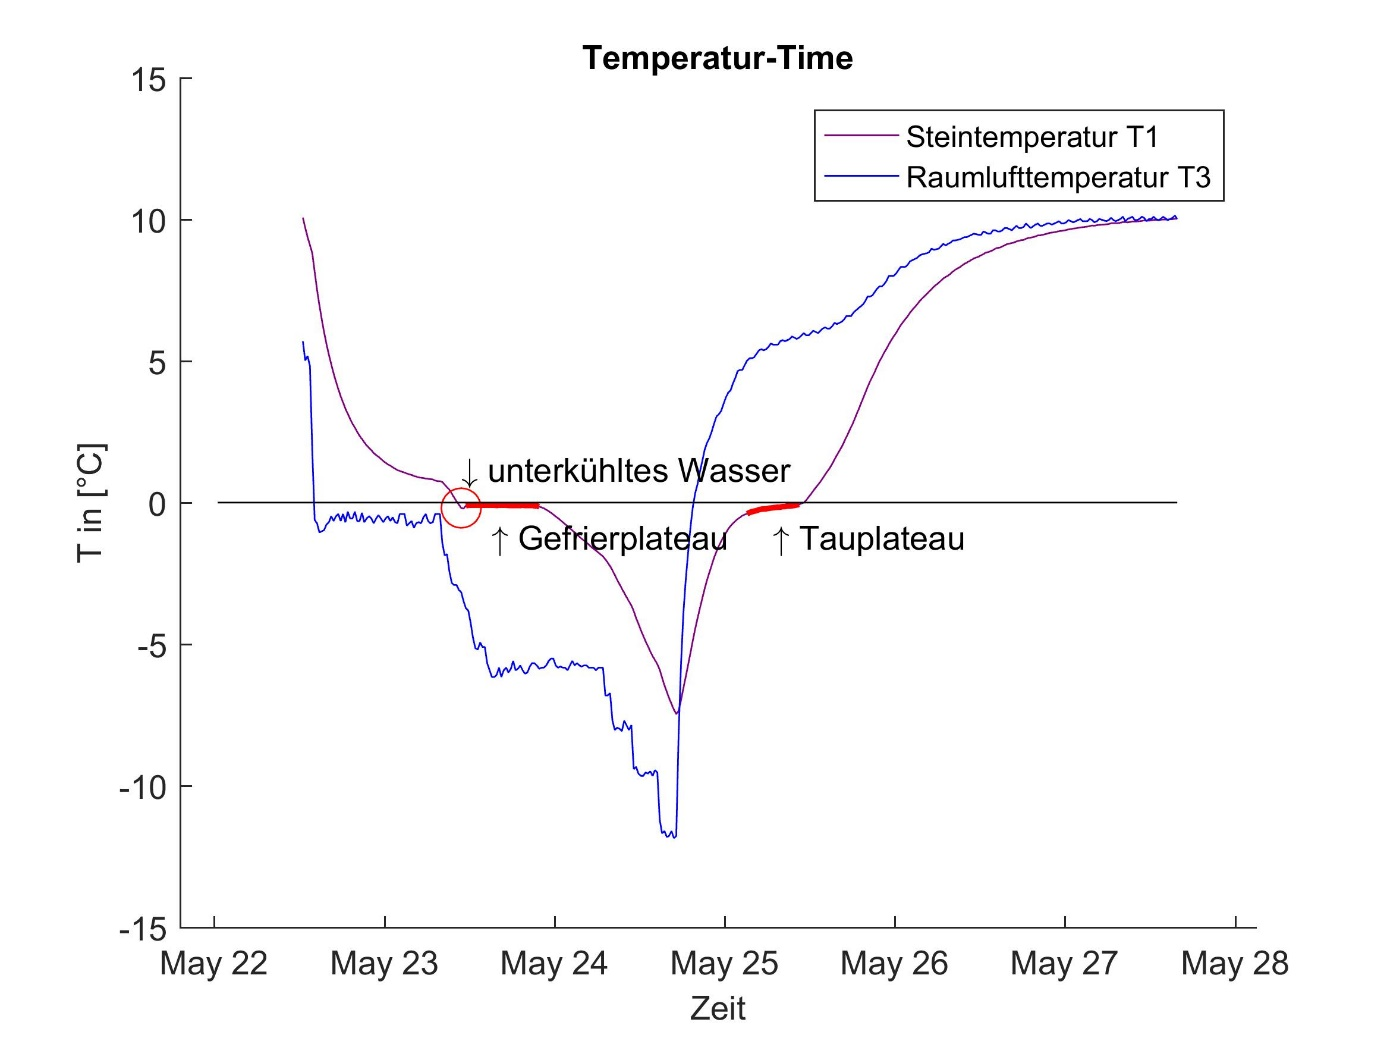 Temperatur-Time
15
Steintemperatur T1
Raumlufttemperatur T3
10
5
↓ unterkühltes Wasser
0
↑ Gefrierplateau
↑ Tauplateau
T in [°C]
-5
-10
-15
May 22 May 23 May 24 May 25 May 26 May 27 May 28
Zeit